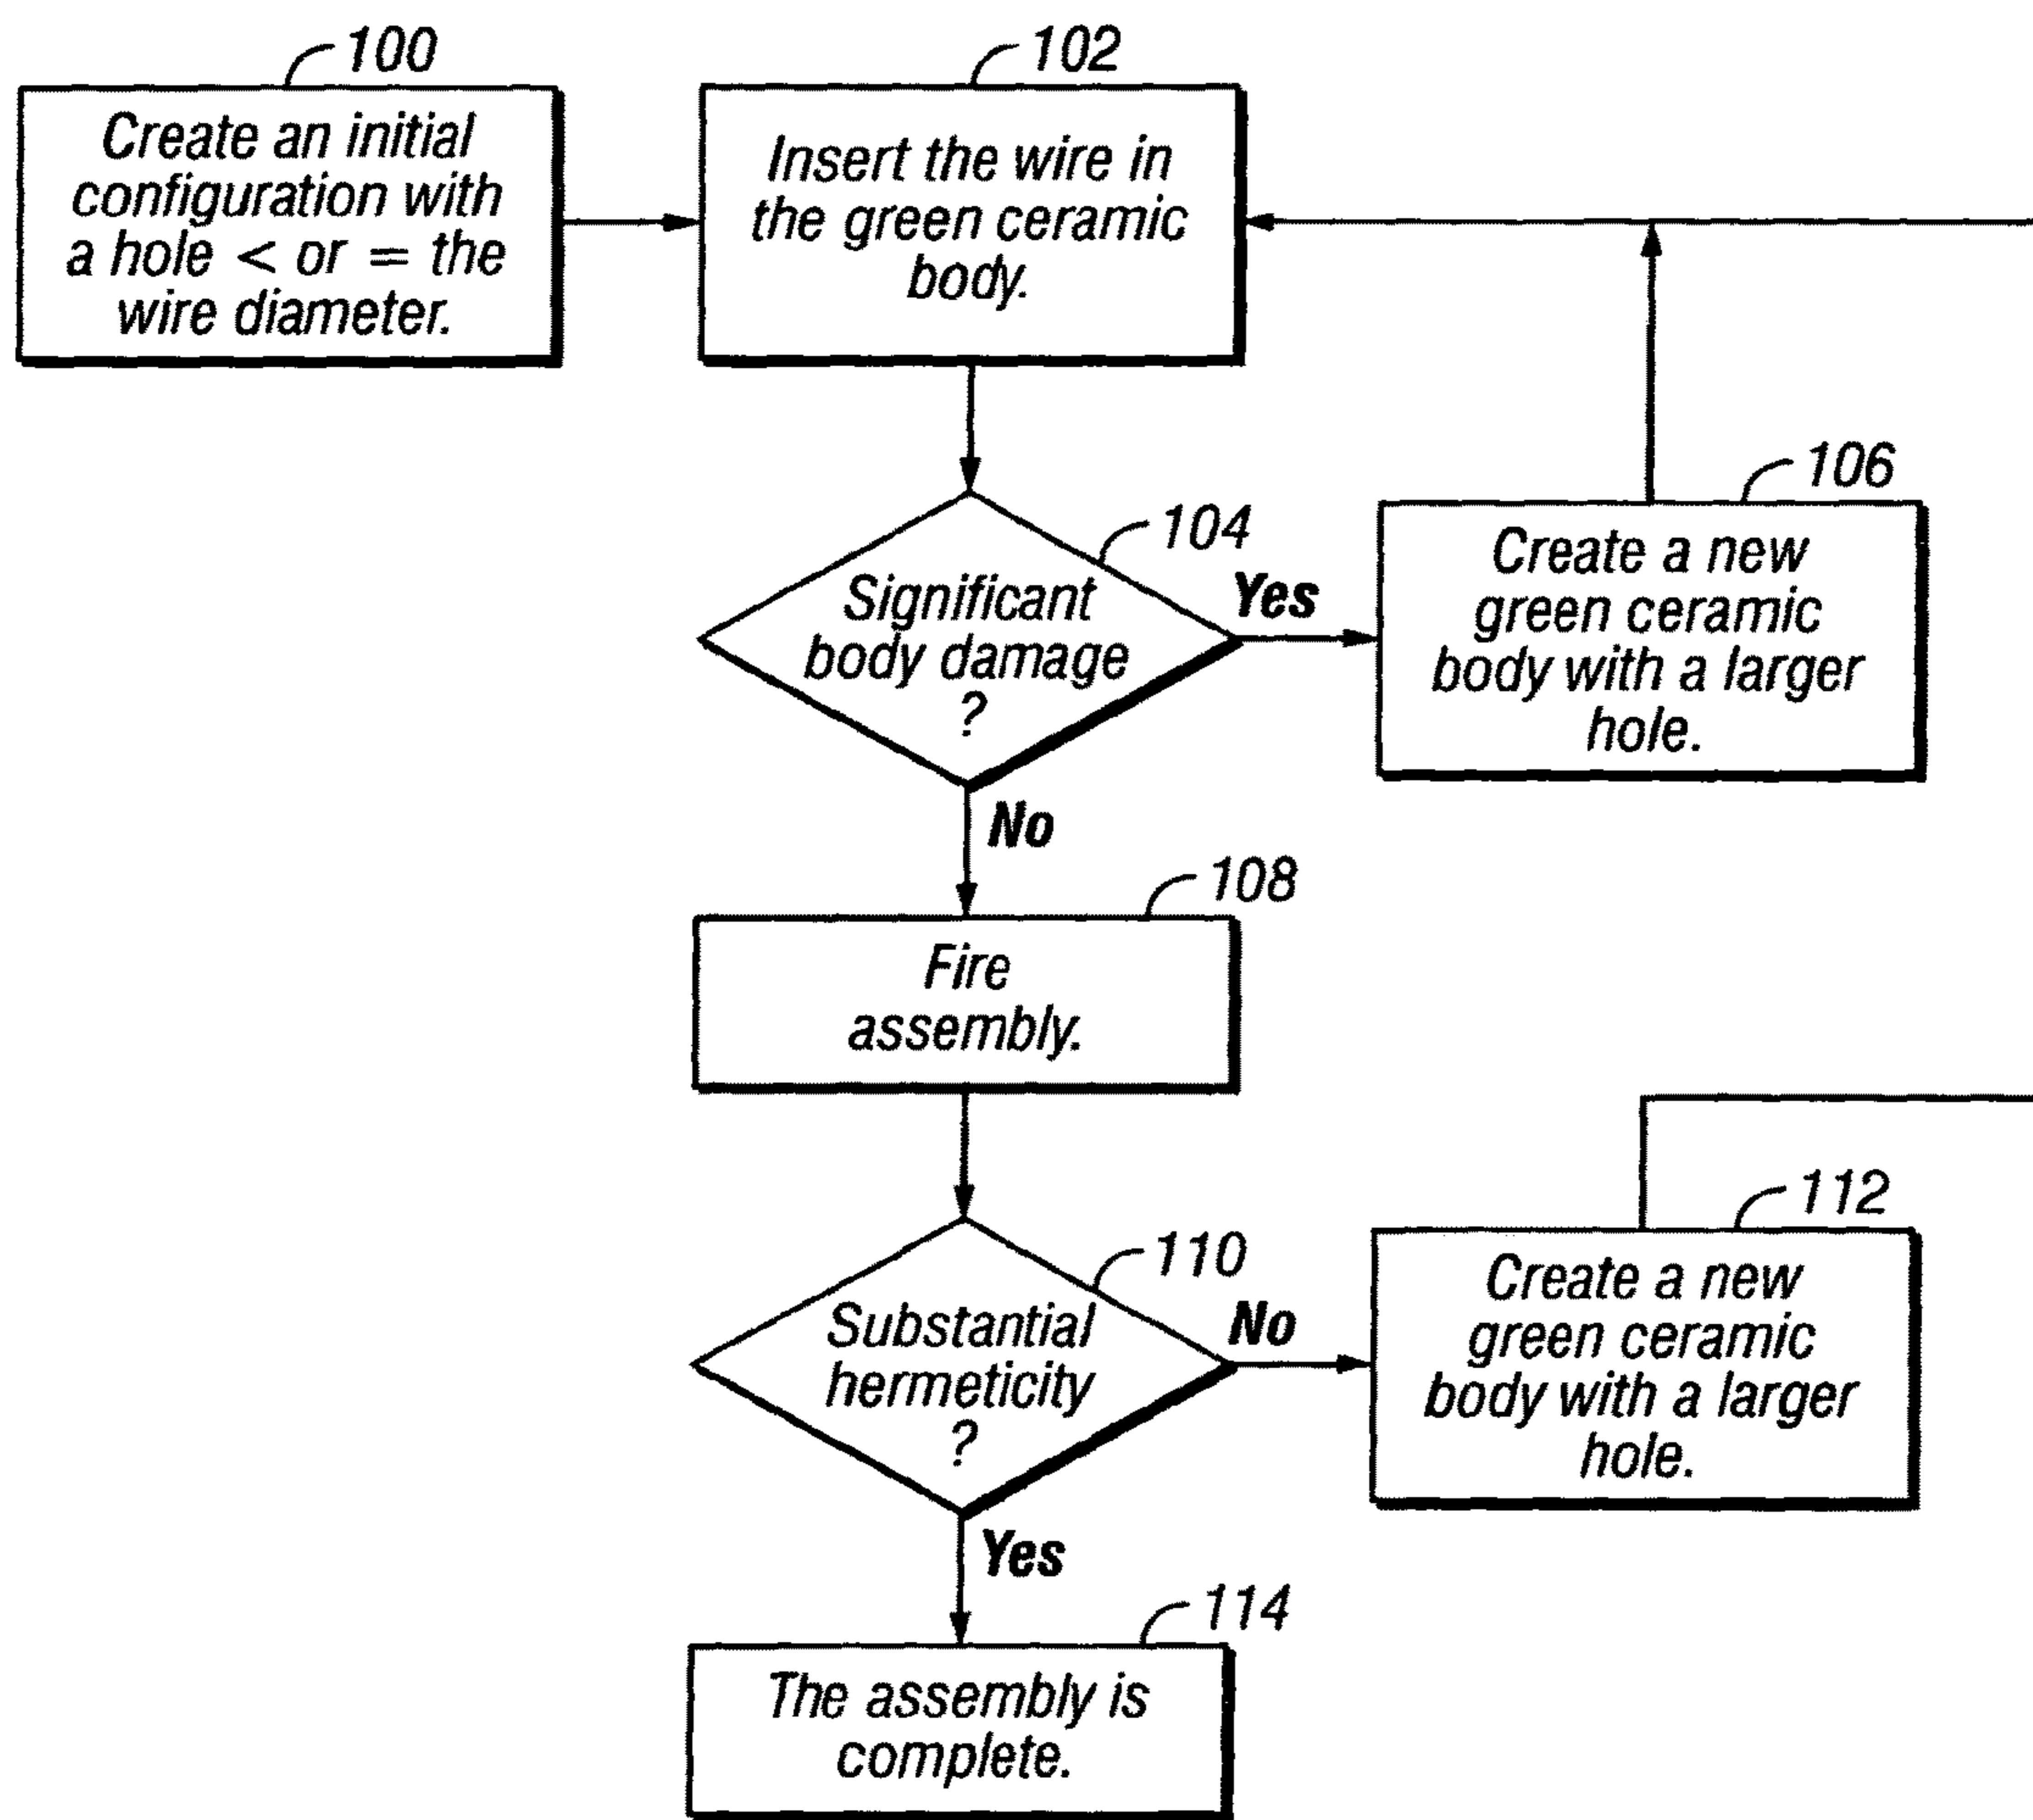 100
Create an initial
configuration with
a hole < or = the
wire diameter.
102
Insert the wire in
the green ceramic
body.
104
Significant
body damage
?
Yes
106
Create a new
green ceramic
body with a larger
hole.
No
108
Fire
assembly.
110
Substantial
hermeticity
?
No
112
Create a new
green ceramic
body with a larger
hole.
Yes
114
The assembly is
complete.